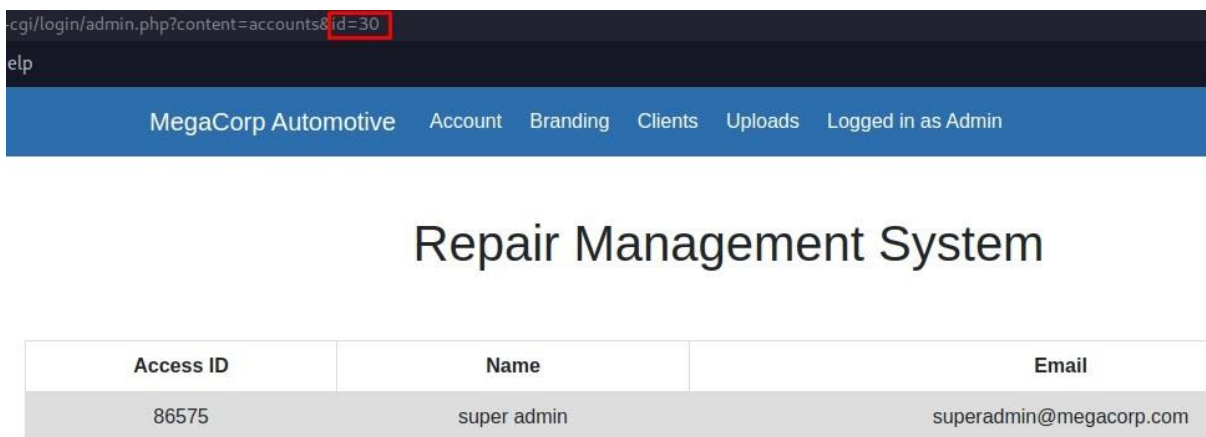 -cgi/login/admin.php?content=accounts&id=30
elp
MegaCorp Automotive Account Branding Clients Uploads Logged in as Admin
Repair Management System
Access ID Name Email
86575 super admin superadmin@megacorp.com